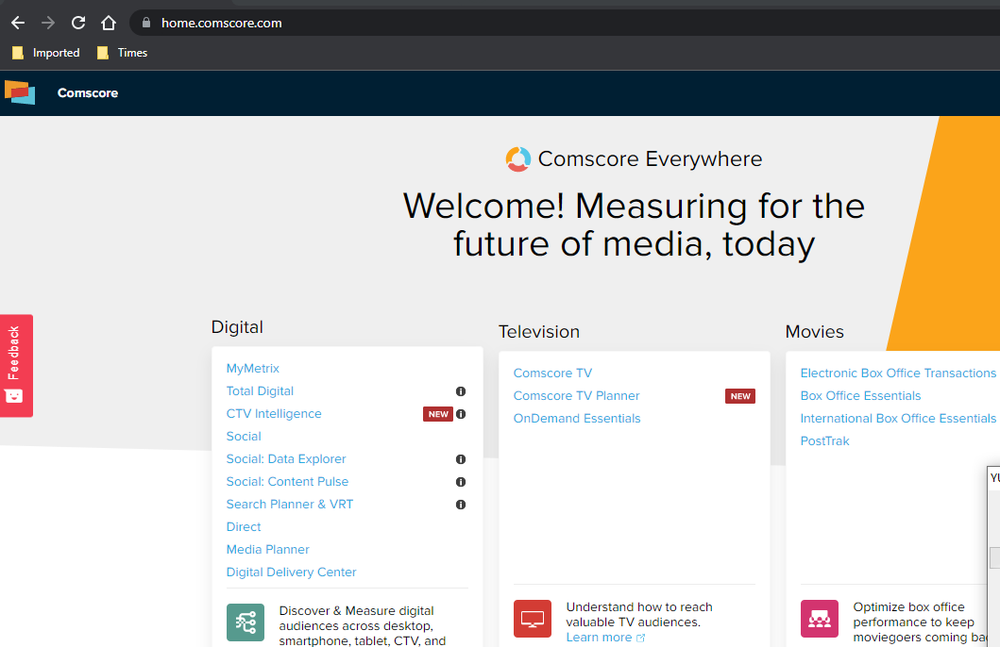 home.comscore.com
Imported
Times
Comscore
Comscore Everywhere
Welcome! Measuring for the
future of media, today
Feedback
Digital
MyMetrix
Total Digital
CTV Intelligence NEW
Social
Social: Data Explorer
Social: Content Pulse
Search Planner & VRT
Direct
Media Planner
Digital Delivery Center
Discover & Measure digital
audiences across desktop,
smartphone, tablet, CTV, and
Television
Comscore TV
Comscore TV Planner NEW
OnDemand Essentials
Understand how to reach
valuable TV audiences.
Learn more
Movies
Electronic Box Office Transactions
Box Office Essentials
International Box Office Essentials
PostTrak
Optimize box office
performance to keep
moviegoers coming